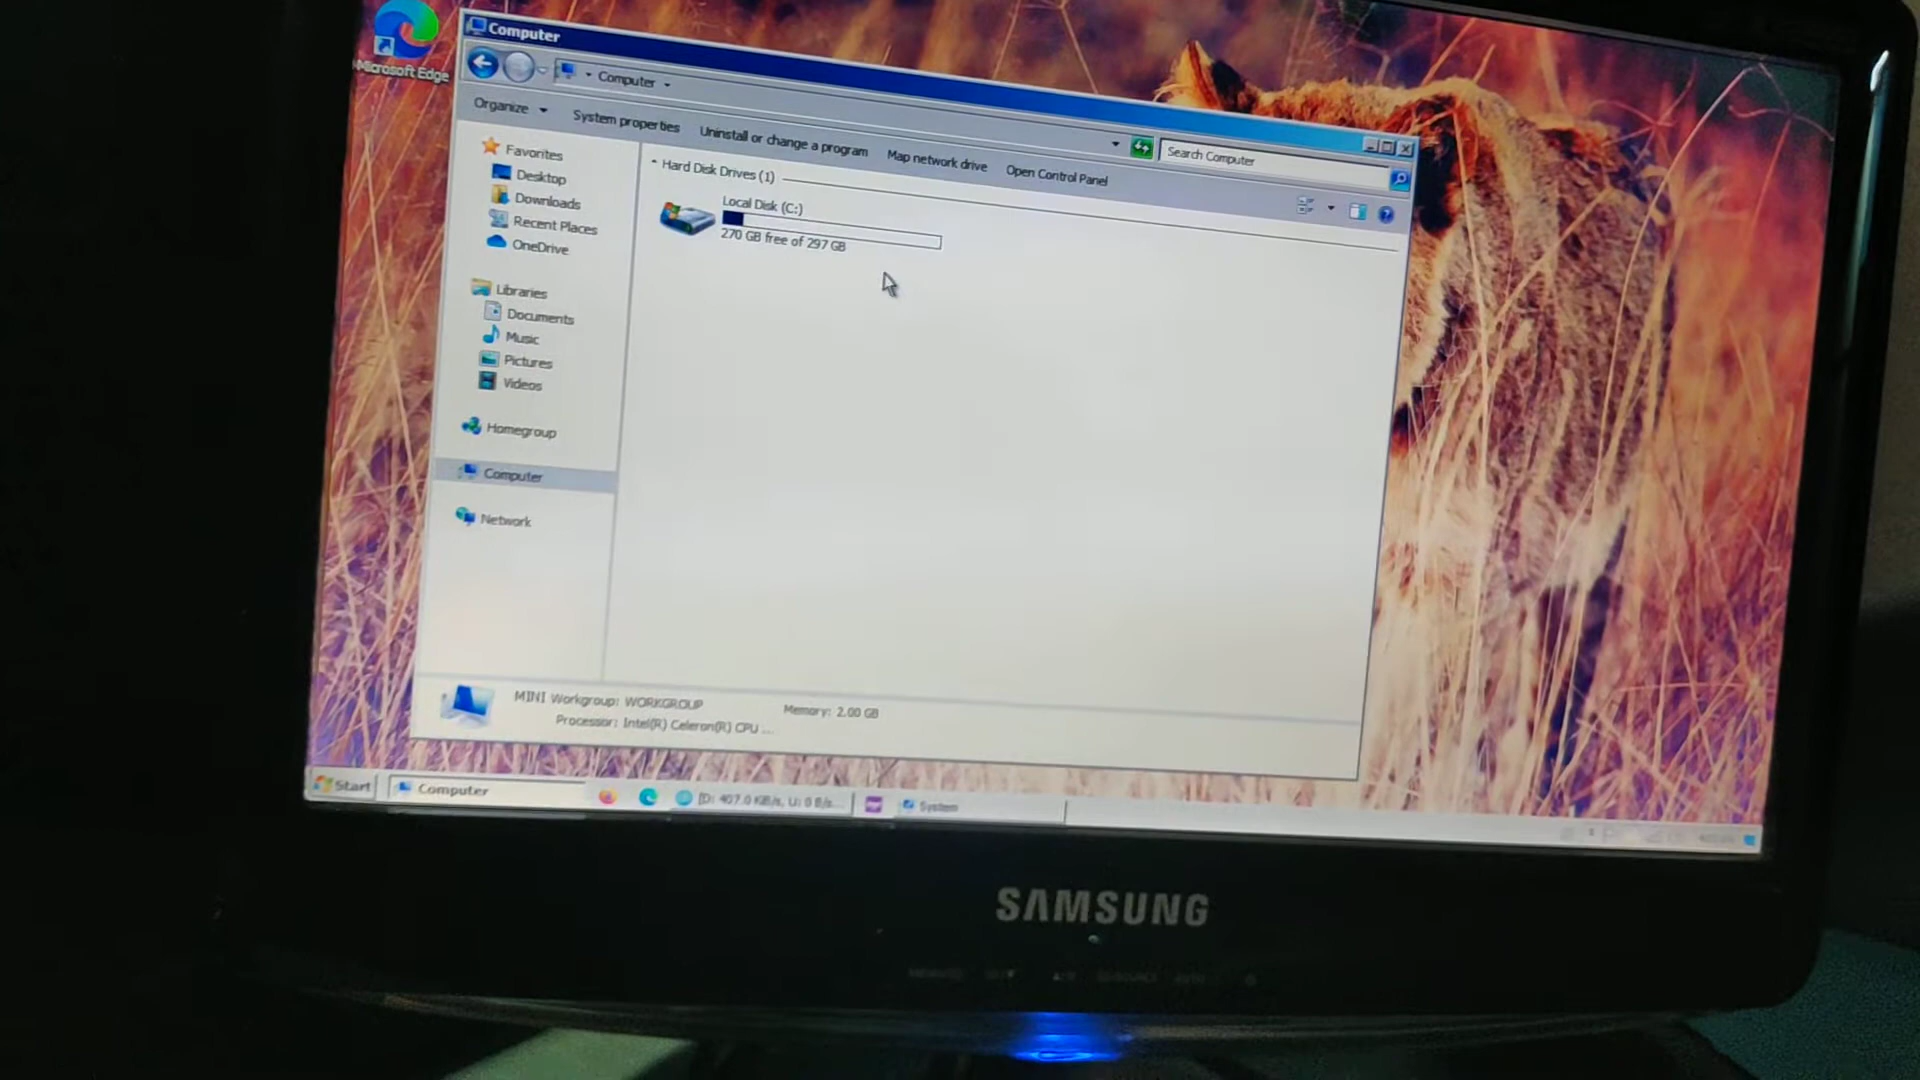 Microsoft Edge
Computer
Computer
Organize
System properties
Uninstall or change a program
Map network drive
Open Control Panel
Search Computer
Favorites
Desktop
Downloads
Recent Places
OneDrive
Libraries
Documents
Music
Pictures
Videos
Homegroup
Computer
Network
Hard Disk Drives (1)
Local Disk (C:)
270 GB free of 297 GB
MINI Workgroup: WORKGROUP
Memory: 2.00 GB
Processor: Intel(R) Celeron(R) CPU ...
Start
Computer
[D: 407.0 KiB/s, U: 0 B/s...
System
SAMSUNG